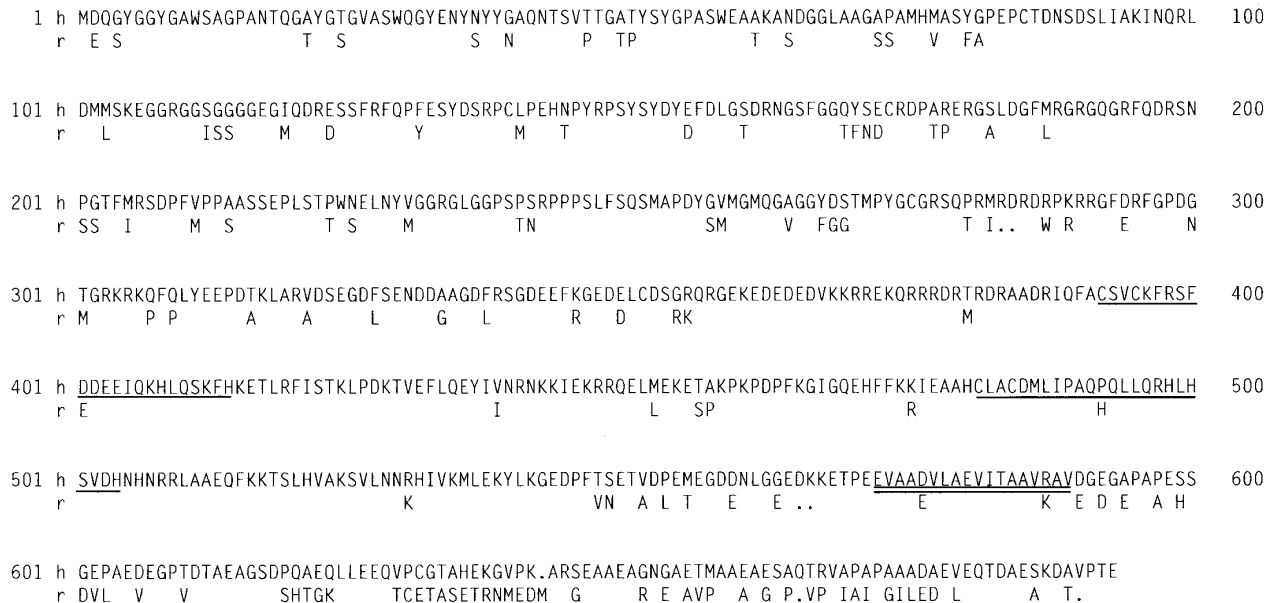 1 h MDQGYGGYGAWSAGPANTQGAYGTGVASWQGYENYNYYGAQNTSVTTGATYSYGPASWEAAKANDGGLAAGAPAMHMASYGPEPCTDNSDSLIAKINQRL 100
r E S T S S N P TP T S SS V FA
101 h DMMSKEGGRGGSGGGGEGIQDRESSFRFQPFESYDSRPCLPEHNPYRPSYSYDYEFDLGSDRNGSFGGQYSECRDPARERGSLDGFMRGRGQGRFQDRSN 200
r L ISS M D Y M T D T TFND TP A L
201 h PGTFMRSDPFVPPAASSEPLSTPWNELNYVGGRGLGGPSPSRPPPSLFSQSMAPDYGVMGMQGAGGYDSTMPYGCGRSQPRMRDRDRPKRRGFDRFGPDG 300
r SS I M S T S M TN SM V FGG T I.. W R E N
301 h TGRKRKQFQLYEEPDTKLARVDSEGDFSENDDAAGDFRSGDEEFKGEDELCDSGRQRGEKEDEDEDVKKRREKQRRRDRTRDRAADRIQFACSVCKFRSF 400
r M P P A A L G L R D RK M
401 h DDEEIQKHLQSKFHKETLRFISTKLPDKTVEFLQEYIVNRNKKIEKRRQELMEKETAKPKPDPFKGIGQEHFFKKIEAAHCLACDMLIPAQPQLLQRHLH 500
r E I L SP R H
501 h SVDHNHNRRLAAEQFKKTSLHVAKSVLNNRHIVKMLEKYLKGEDPFTSETVDPEMEGDDNLGGEDKKETPEEVAADVLAEVITAAVRAVDGEGAPAPESS 600
r K VN A L T E E .. E K E D E A H
601 h GEPAEDEGPTDTAEAGSDPQAEQLLEEQVPCGTAHEKGVPK.ARSEAAEAGNGAETMAAEAESAQTRVAPAPAAADAEVEQTDAESKDAVPTE
r DVL V V SHTGK TCETASETRNMEDM G R E AVP A G P.VP IAI GILED L A T.